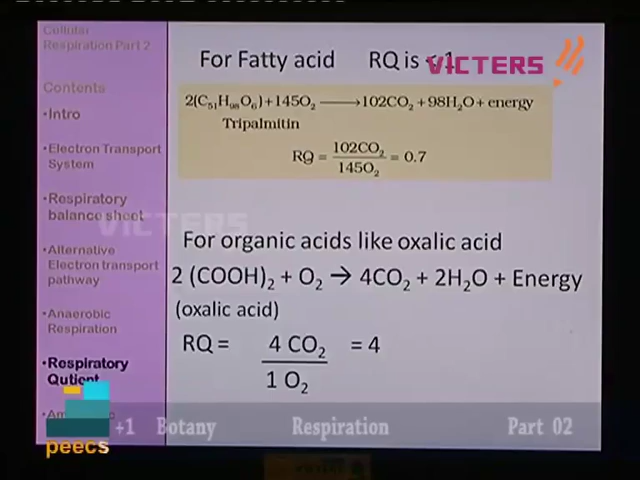 Cellular
Respiration Part 2
Contents
•Intro
•Electron Transport
System
•Respiratory
balance sheet
•Alternative
Electron transport
pathway
•Anaerobic
Respiration
•Respiratory
Qutient
For Fatty acid RQ is < 1
VICTERS
2(C₅₁H₉₈O₆)+145O₂ ⟶102CO₂+98H₂O+energy
Tripalmitin
RQ = 102CO₂ / 145O₂ = 0.7
VICTERS
For organic acids like oxalic acid
2 (COOH)₂ + O₂ → 4CO₂ + 2H₂O + Energy
(oxalic acid)
RQ = 4 CO₂ = 4
1 O₂
+1 Botany Respiration Part 02
peecs